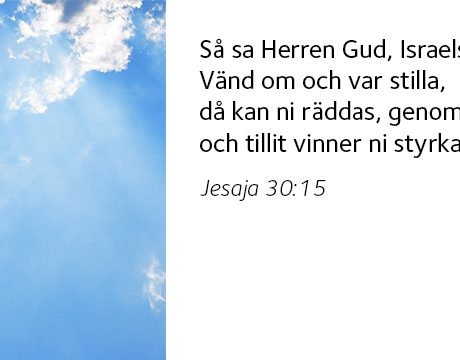 Så sa Herren Gud, Israels
Vänd om och var stilla,
då kan ni räddas, genom
och tillit vinner ni styrka
Jesaja 30:15